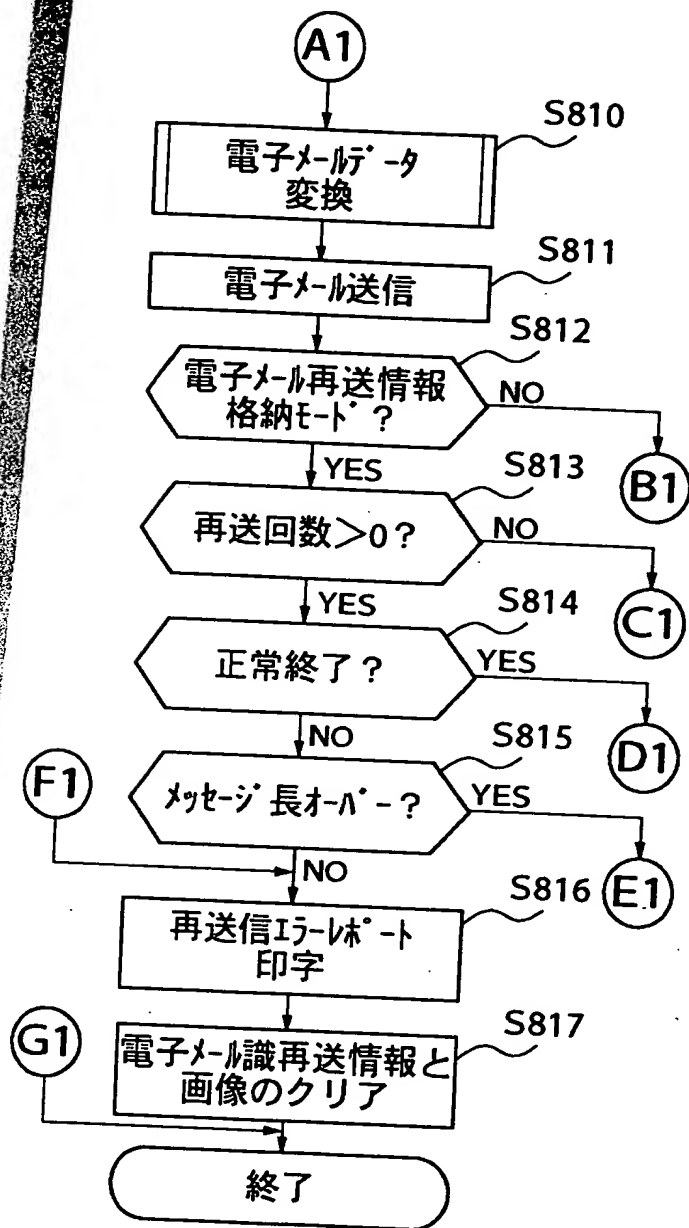 A1
S810
電子メールデータ
変換
S811
電子メール送信
S812
電子メール再送情報
格納モード？
NO
B1
YES
S813
再送回数＞0？
NO
C1
YES
S814
正常終了？
YES
D1
NO
S815
F1
メッセージ長オーバー？
YES
E1
NO
S816
再送信エラーレポート
印字
S817
G1
電子メール識再送情報と
画像のクリア
終了